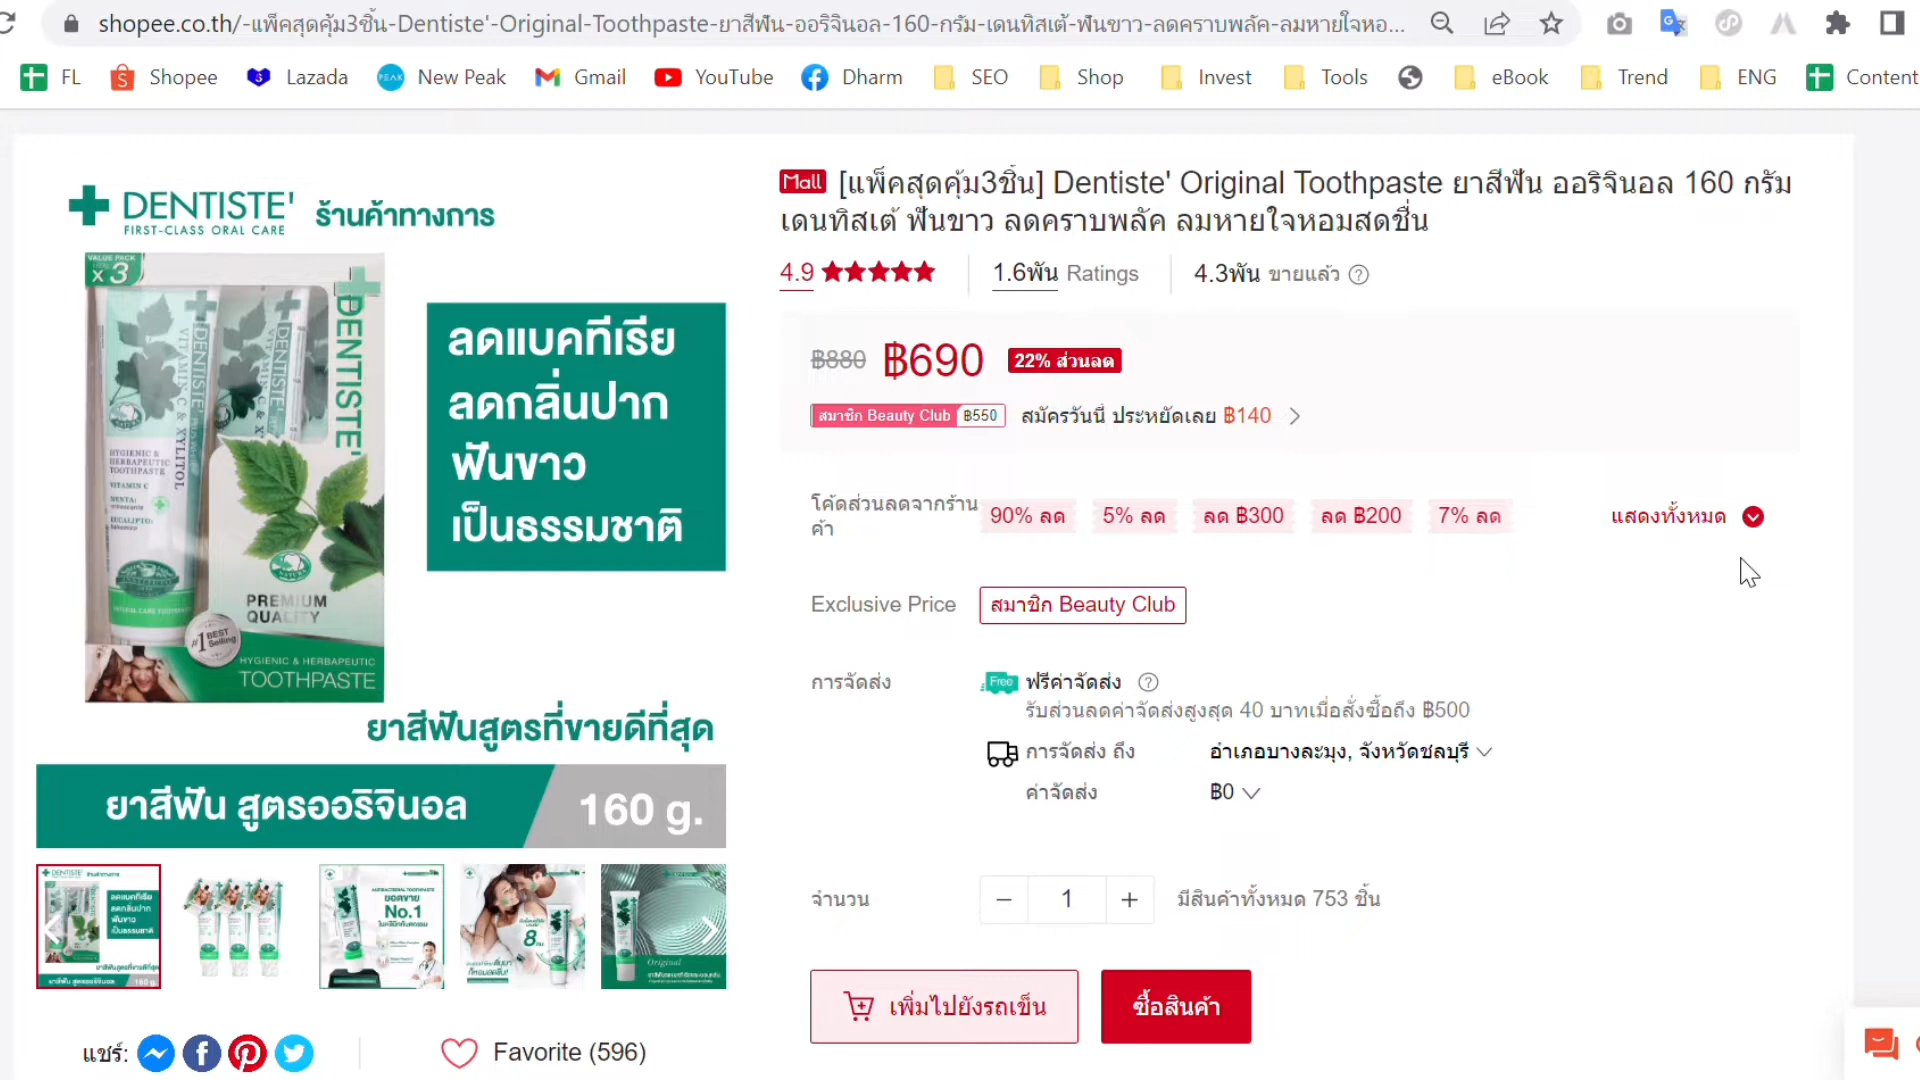 shopee.co.th/-แพ็คสุดคุ้ม3ชิ้น-Dentiste'-Original-Toothpaste-ยาสีฟัน-ออริจินอล-160-กรัม-เดนทิสเต้-ฟันขาว-ลดคราบพลัค-ลมหายใจหอ...
FL Shopee Lazada New Peak Gmail YouTube Dharm SEO Shop Invest Tools eBook Trend ENG Content
DENTISTE' ร้านค้าทางการ
FIRST-CLASS ORAL CARE
VALUE PACK
x 3
DENTISTE'
VITAMIN C & XYLITOL
HYGIENIC &
HERBAPEUTIC
TOOTHPASTE
VITAMIN C
PREMIUM
QUALITY
#1 BEST
Selling
HYGIENIC & HERBAPEUTIC
TOOTHPASTE
ลดแบคทีเรีย
ลดกลิ่นปาก
ฟันขาว
เป็นธรรมชาติ
ยาสีฟันสูตรที่ขายดีที่สุด
ยาสีฟัน สูตรออริจินอล 160 g.
ยอดขาย
No.1
8
Original
แชร์: Favorite (596)
Mall [แพ็คสุดคุ้ม3ชิ้น] Dentiste' Original Toothpaste ยาสีฟัน ออริจินอล 160 กรัม
เดนทิสเต้ ฟันขาว ลดคราบพลัค ลมหายใจหอมสดชื่น
4.9 1.6พัน Ratings 4.3พัน ขายแล้ว ?
฿880 ฿690 22% ส่วนลด
สมาชิก Beauty Club ฿550 สมัครวันนี้ ประหยัดเลย ฿140
โค้ดส่วนลดจากร้าน
ค้า
90% ลด 5% ลด ลด ฿300 ลด ฿200 7% ลด แสดงทั้งหมด
Exclusive Price สมาชิก Beauty Club
การจัดส่ง Free ฟรีค่าจัดส่ง ?
รับส่วนลดค่าจัดส่งสูงสุด 40 บาทเมื่อสั่งซื้อถึง ฿500
การจัดส่ง ถึง อำเภอบางละมุง, จังหวัดชลบุรี
ค่าจัดส่ง ฿0
จำนวน − 1 + มีสินค้าทั้งหมด 753 ชิ้น
เพิ่มไปยังรถเข็น ซื้อสินค้า